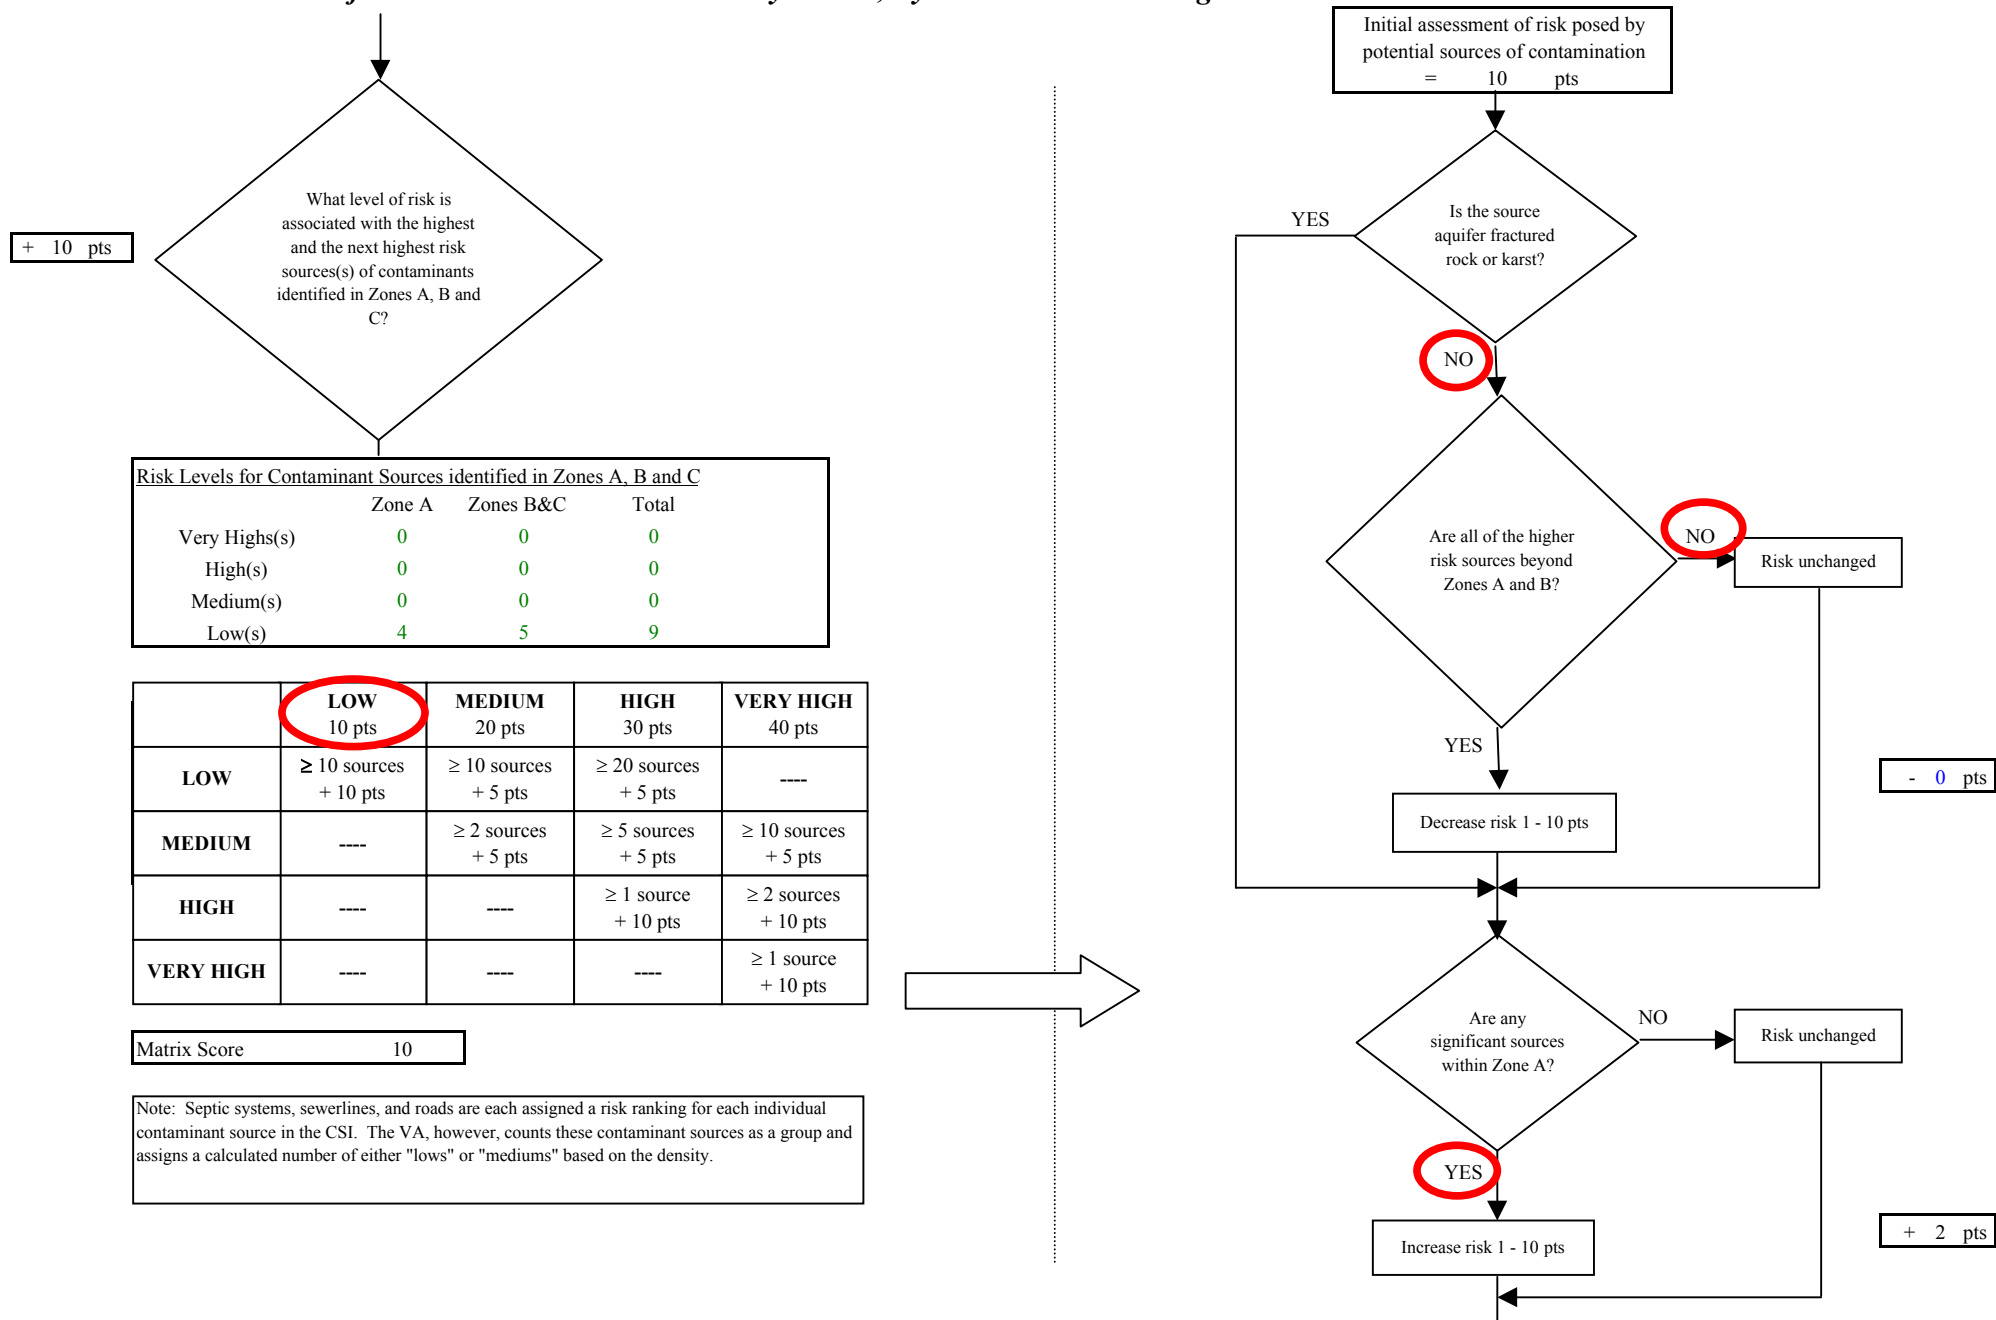 + 10 pts
What level of risk is
associated with the highest
and the next highest risk
sources(s) of contaminants
identified in Zones A, B and
C?
Risk Levels for Contaminant Sources identified in Zones A, B and C
Zone A Zones B&C Total
Very Highs(s) 0 0 0
High(s) 0 0 0
Medium(s) 0 0 0
Low(s) 4 5 9
LOW MEDIUM HIGH VERY HIGH
10 pts 20 pts 30 pts 40 pts
LOW ≥ 10 sources ≥ 10 sources ≥ 20 sources ----
+ 10 pts + 5 pts + 5 pts
MEDIUM ---- ≥ 2 sources ≥ 5 sources ≥ 10 sources
+ 5 pts + 5 pts + 5 pts
HIGH ---- ---- ≥ 1 source ≥ 2 sources
+ 10 pts + 10 pts
VERY HIGH ---- ---- ---- ≥ 1 source
+ 10 pts
Matrix Score 10
Note: Septic systems, sewerlines, and roads are each assigned a risk ranking for each individual
contaminant source in the CSI. The VA, however, counts these contaminant sources as a group and
assigns a calculated number of either "lows" or "mediums" based on the density.
Initial assessment of risk posed by
potential sources of contamination
= 10 pts
YES
Is the source
aquifer fractured
rock or karst?
NO
Are all of the higher
risk sources beyond
Zones A and B?
NO
Risk unchanged
YES
- 0 pts
Decrease risk 1 - 10 pts
Are any
significant sources
within Zone A?
NO
Risk unchanged
YES
+ 2 pts
Increase risk 1 - 10 pts